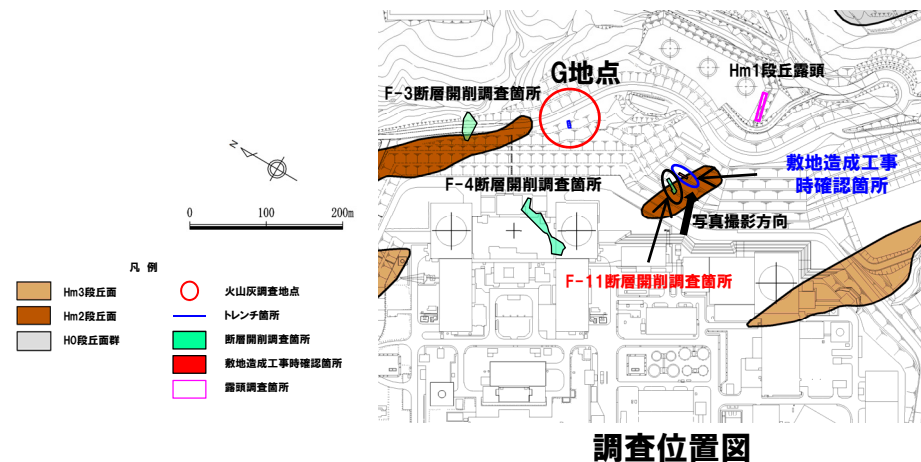 N
0
100
200m
凡 例
Hm3段丘面
Hm2段丘面
H0段丘面群
火山灰調査地点
トレンチ箇所
断層開削調査箇所
敷地造成工事時確認箇所
露頭調査箇所
G地点
Hm1段丘露頭
F-3断層開削調査箇所
敷地造成工事
時確認箇所
F-4断層開削調査箇所
写真撮影方向
F-11断層開削調査箇所
調査位置図